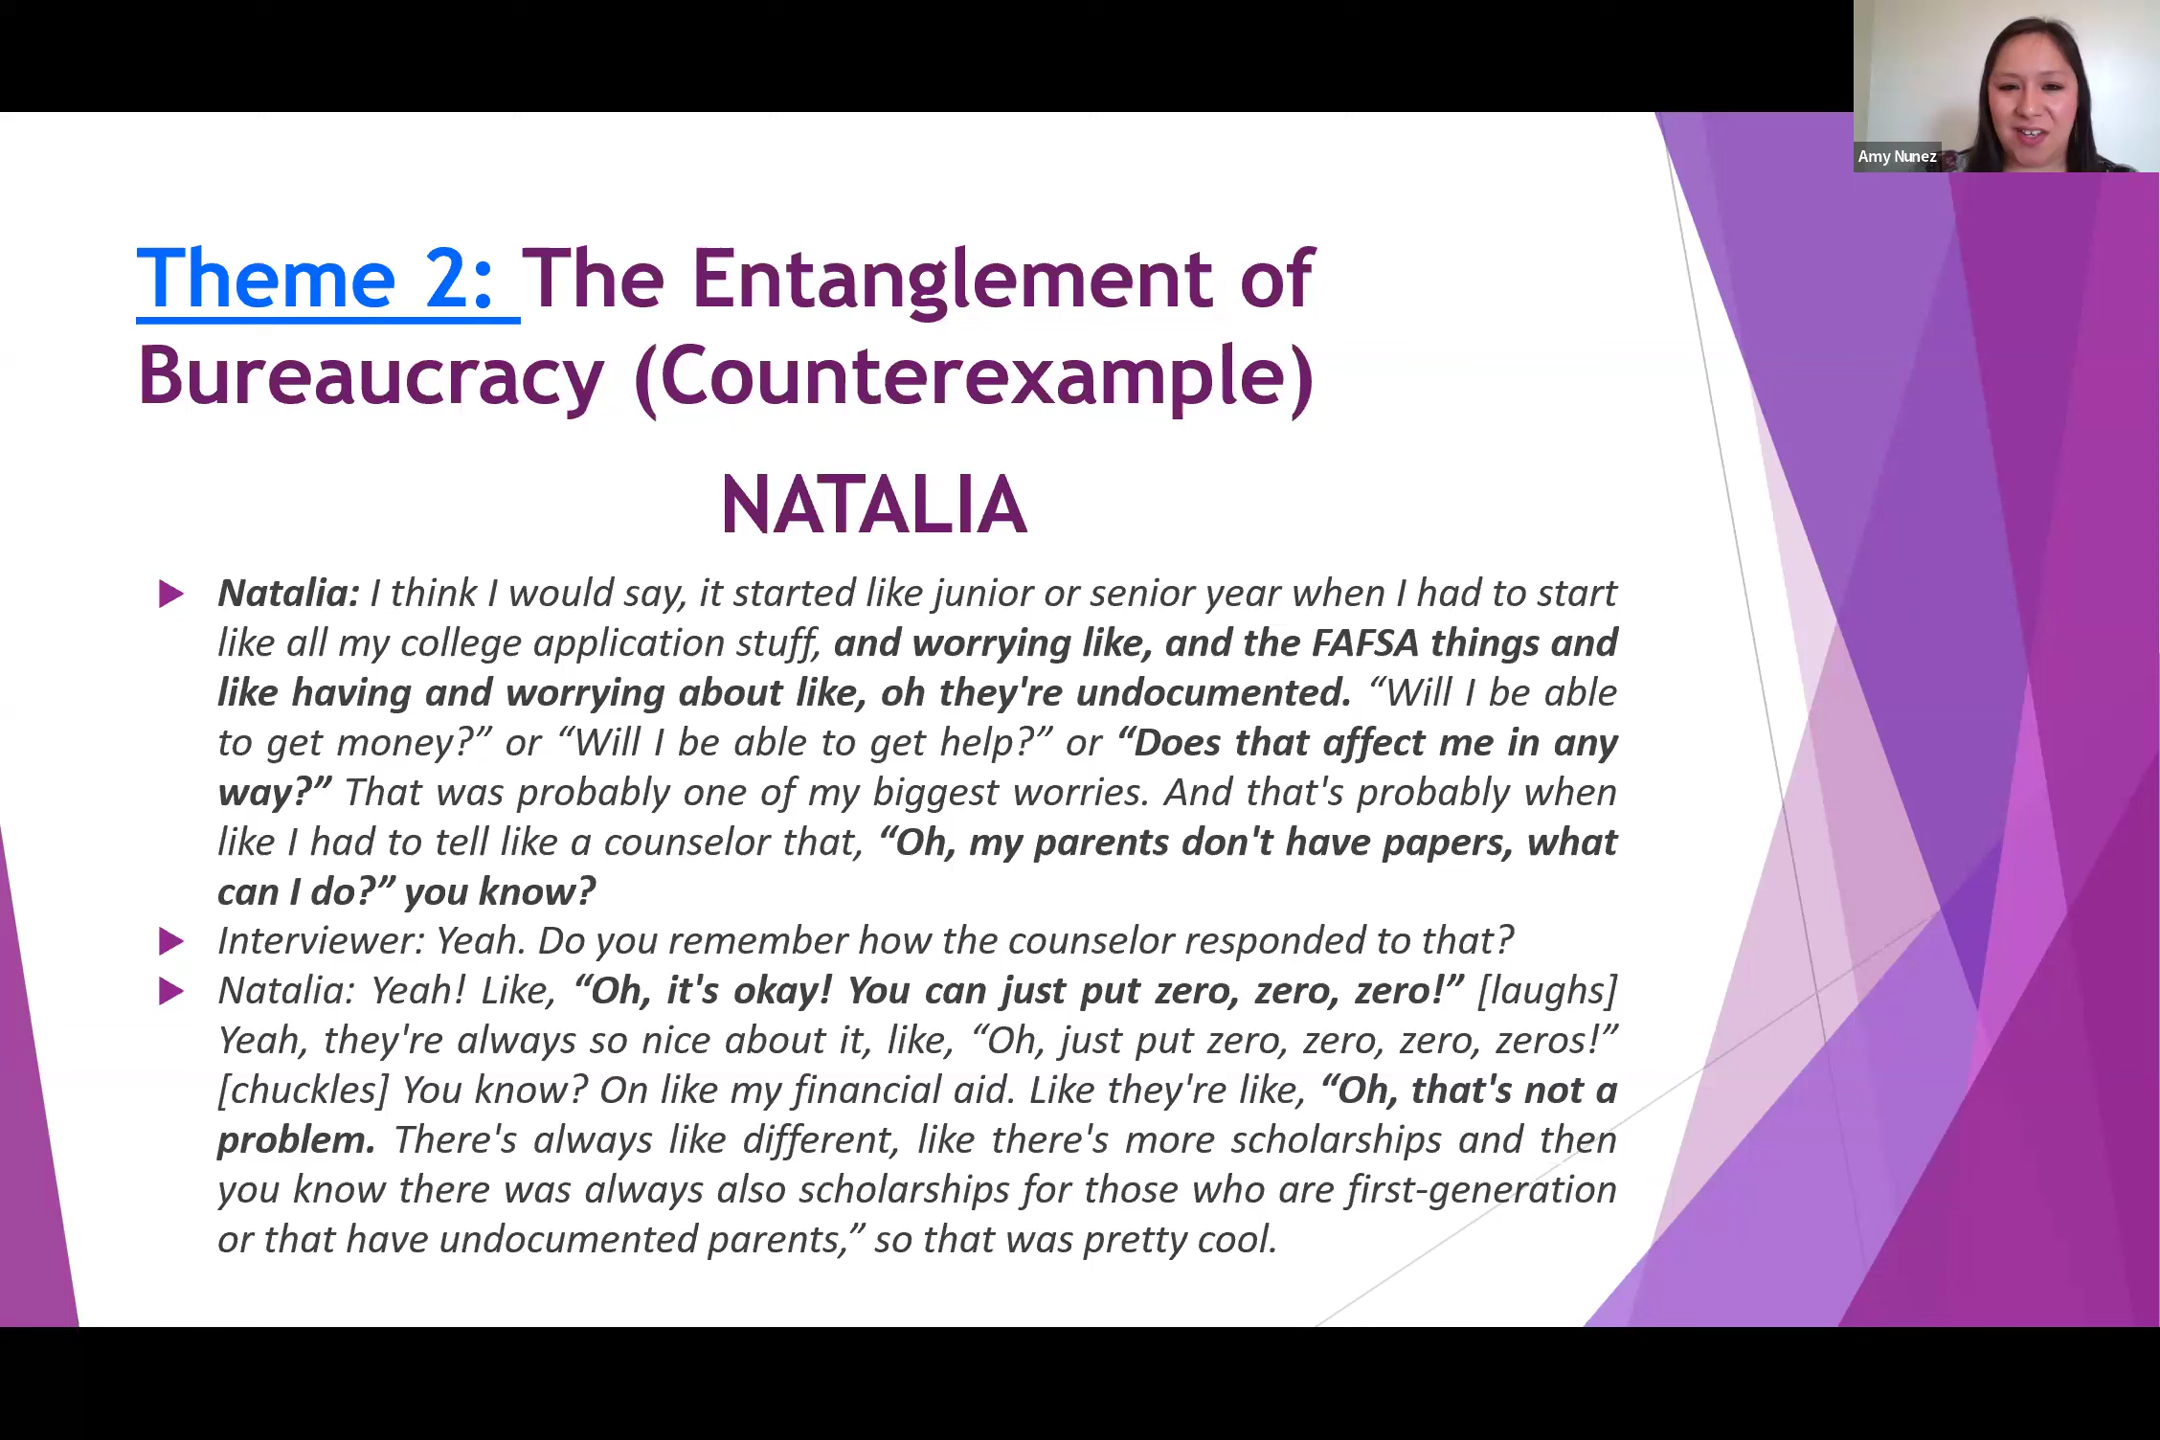 Amy Nunez
Theme 2: The Entanglement of
Bureaucracy (Counterexample)
NATALIA
Natalia: I think I would say, it started like junior or senior year when I had to start
like all my college application stuff, and worrying like, and the FAFSA things and
like having and worrying about like, oh they're undocumented. “Will I be able
to get money?” or “Will I be able to get help?” or “Does that affect me in any
way?” That was probably one of my biggest worries. And that's probably when
like I had to tell like a counselor that, “Oh, my parents don't have papers, what
can I do?” you know?
Interviewer: Yeah. Do you remember how the counselor responded to that?
Natalia: Yeah! Like, “Oh, it's okay! You can just put zero, zero, zero!” [laughs]
Yeah, they're always so nice about it, like, “Oh, just put zero, zero, zero, zeros!”
[chuckles] You know? On like my financial aid. Like they're like, “Oh, that's not a
problem. There's always like different, like there's more scholarships and then
you know there was always also scholarships for those who are first-generation
or that have undocumented parents,” so that was pretty cool.